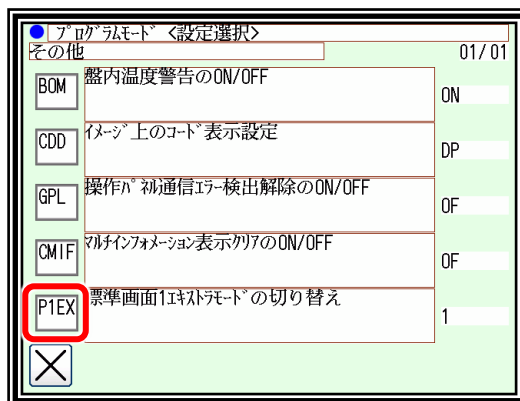 ﾌﾟﾛｸﾞﾗﾑﾓｰﾄﾞ〈設定選択〉
その他 01/01
BOM 盤内温度警告のON/OFF ON
CDD ｲﾒｰｼﾞ上のｺｰﾄﾞ表示設定 DP
GPL 操作ﾊﾟﾈﾙ通信ｴﾗｰ検出解除のON/OFF OF
CMIF ﾏﾙﾁｲﾝﾌｫﾒｰｼｮﾝ表示ｸﾘｱのON/OFF OF
P1EX 標準画面1ｴｷｽﾄﾗﾓｰﾄﾞの切り替え 1